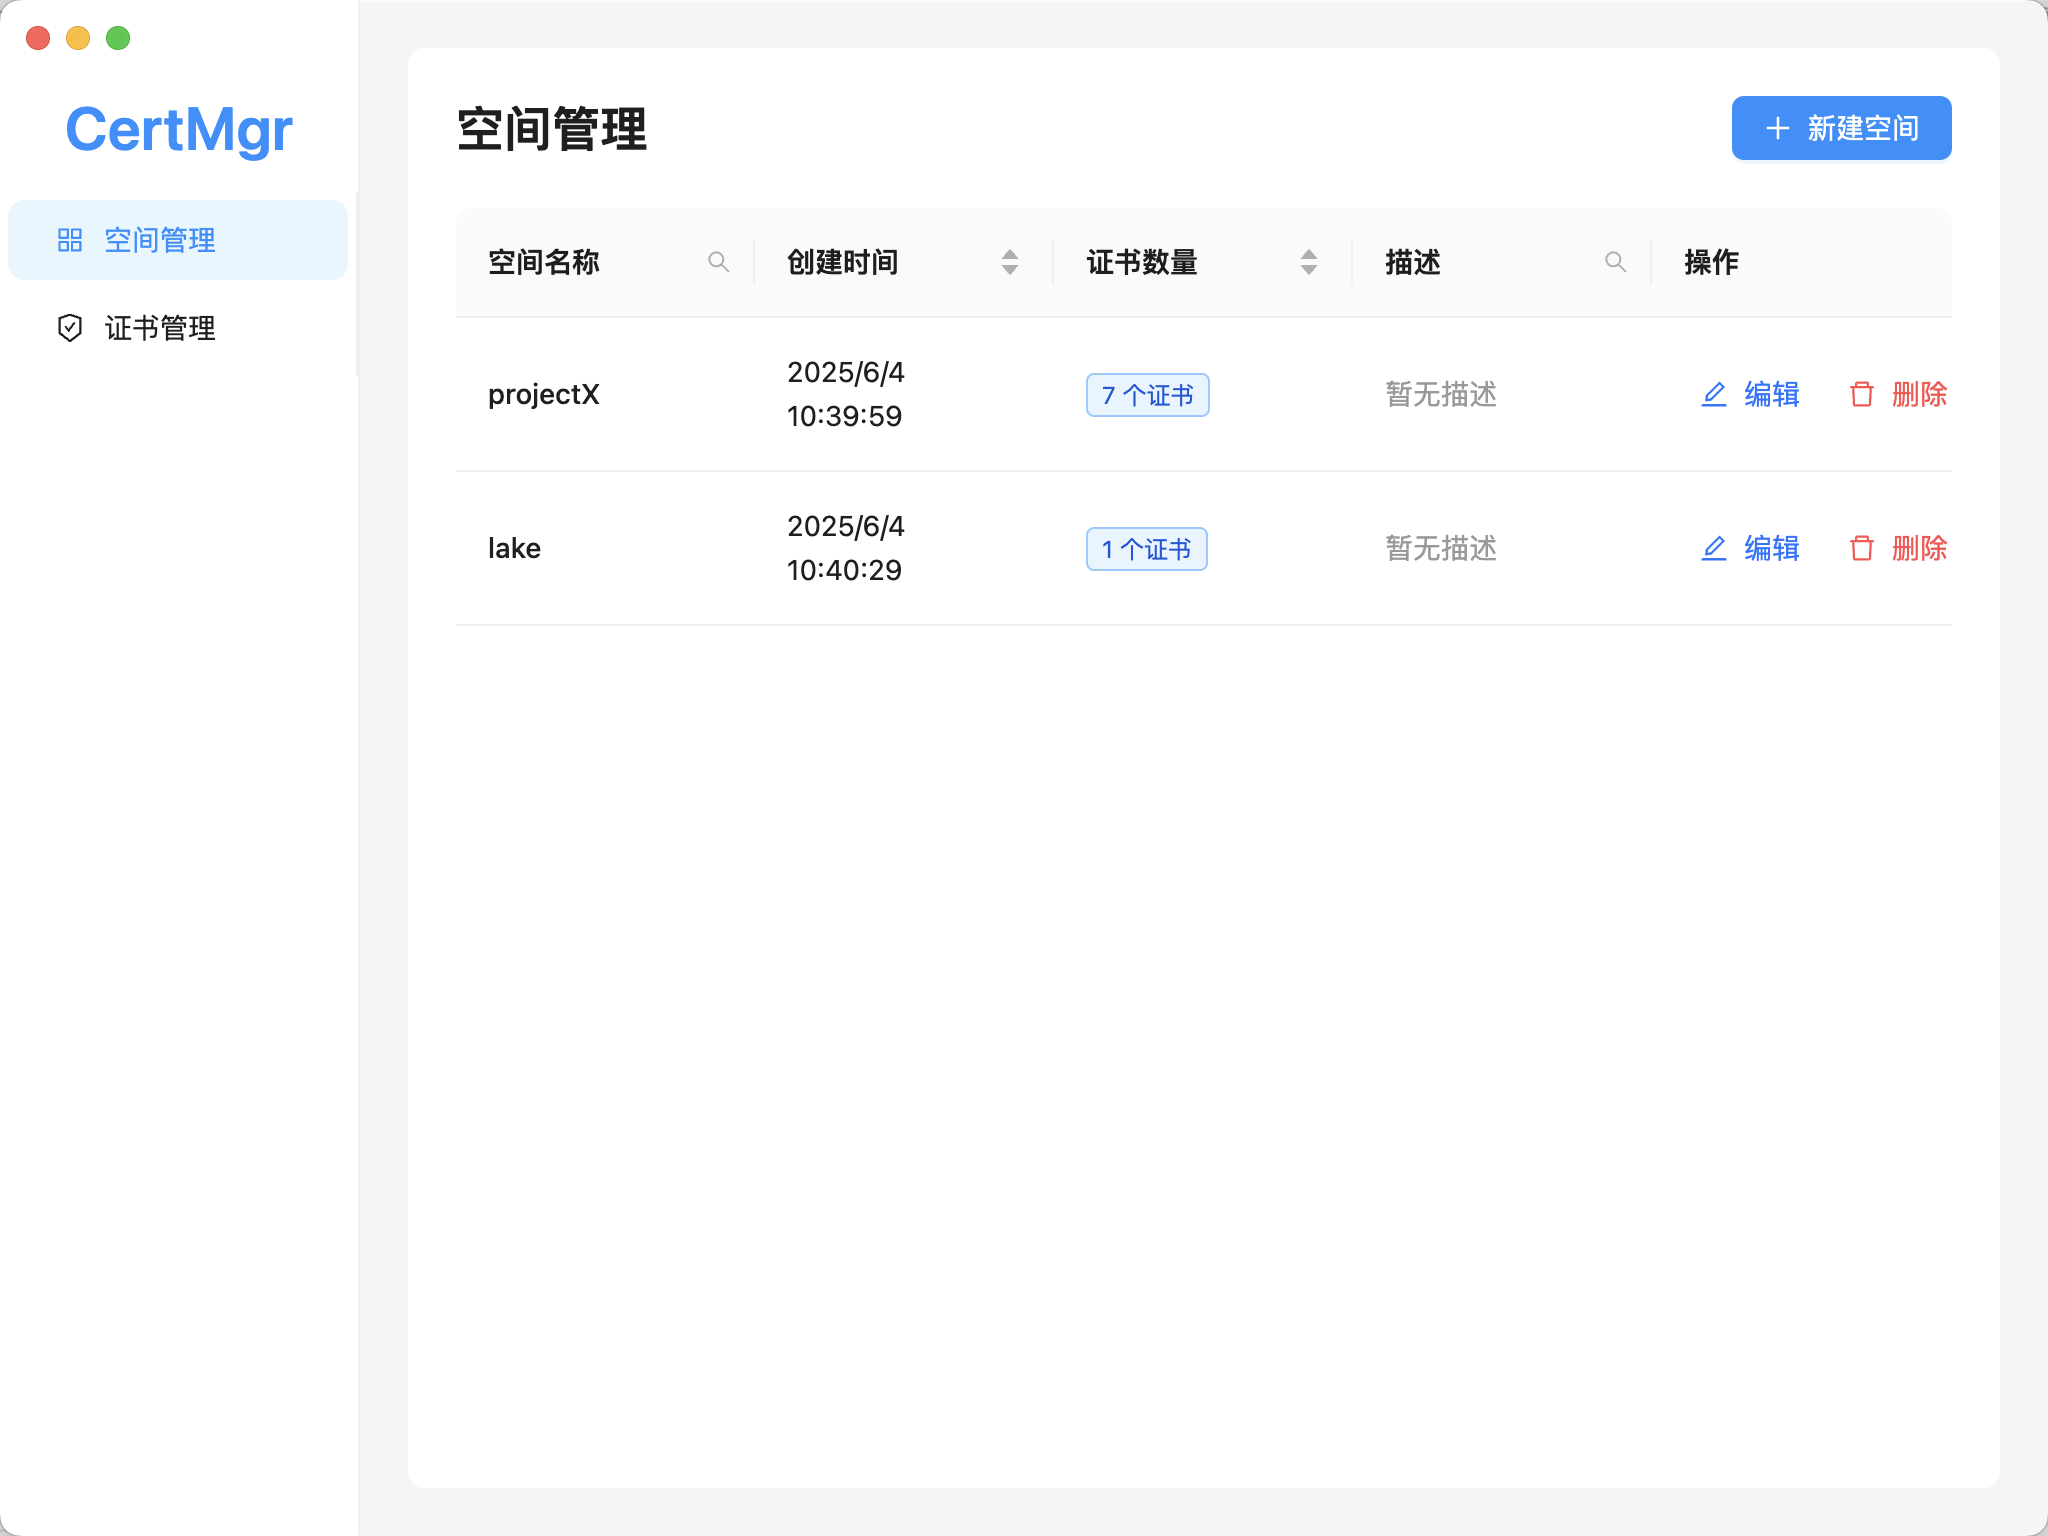 CertMgr
空间管理
证书管理
空间管理
新建空间
空间名称 创建时间 证书数量 描述 操作
projectX 2025/6/4 10:39:59 7 个证书 暂无描述 编辑 删除
lake 2025/6/4 10:40:29 1 个证书 暂无描述 编辑 删除